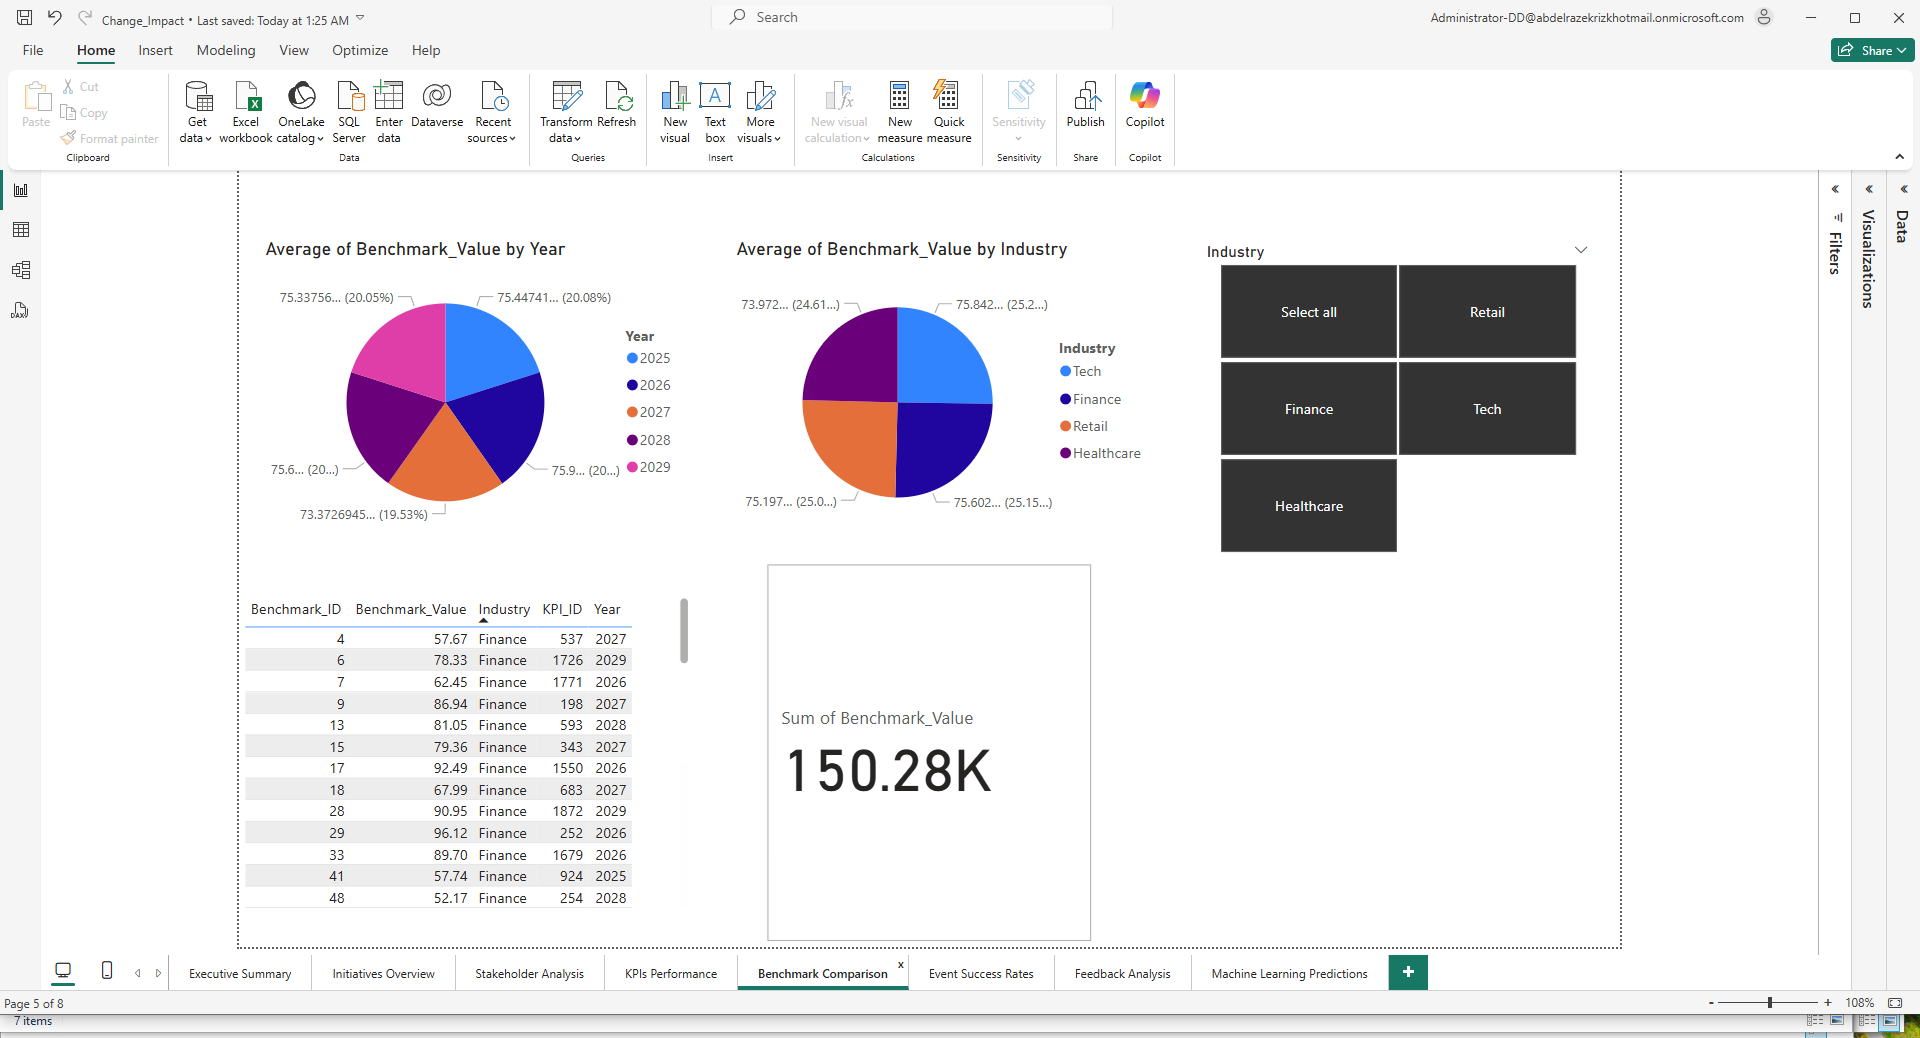 Change_Impact • Last saved: Today at 1:25 AM
Search
Administrator-DD@abdelrazekrizkhotmail.onmicrosoft.com
File Home Insert Modeling View Optimize Help
Share
Paste
Cut
Copy
Format painter
Clipboard
Get data
Excel workbook
OneLake catalog
SQL Server
Enter data
Dataverse
Recent sources
Data
Transform data
Refresh
Queries
New visual
Text box
More visuals
Insert
New visual calculation
New measure
Quick measure
Calculations
Sensitivity
Sensitivity
Publish
Share
Copilot
Copilot
Average of Benchmark_Value by Year
75.33756... (20.05%)
75.44741... (20.08%)
75.6... (20...)
75.9... (20...)
73.3726945... (19.53%)
Year
2025
2026
2027
2028
2029
Average of Benchmark_Value by Industry
73.972... (24.61...)
75.842... (25.2...)
75.197... (25.0...)
75.602... (25.15...)
Industry
Tech
Finance
Retail
Healthcare
Industry
Select all
Retail
Finance
Tech
Healthcare
Filters
Visualizations
Data
Benchmark_ID Benchmark_Value Industry KPI_ID Year
4 57.67 Finance 537 2027
6 78.33 Finance 1726 2029
7 62.45 Finance 1771 2026
9 86.94 Finance 198 2027
13 81.05 Finance 593 2028
15 79.36 Finance 343 2027
17 92.49 Finance 1550 2026
18 67.99 Finance 683 2027
28 90.95 Finance 1872 2029
29 96.12 Finance 252 2026
33 89.70 Finance 1679 2026
41 57.74 Finance 924 2025
48 52.17 Finance 254 2028
Sum of Benchmark_Value
150.28K
Executive Summary
Initiatives Overview
Stakeholder Analysis
KPIs Performance
Benchmark Comparison x
Event Success Rates
Feedback Analysis
Machine Learning Predictions
+
Page 5 of 8
- + 108%
7 items